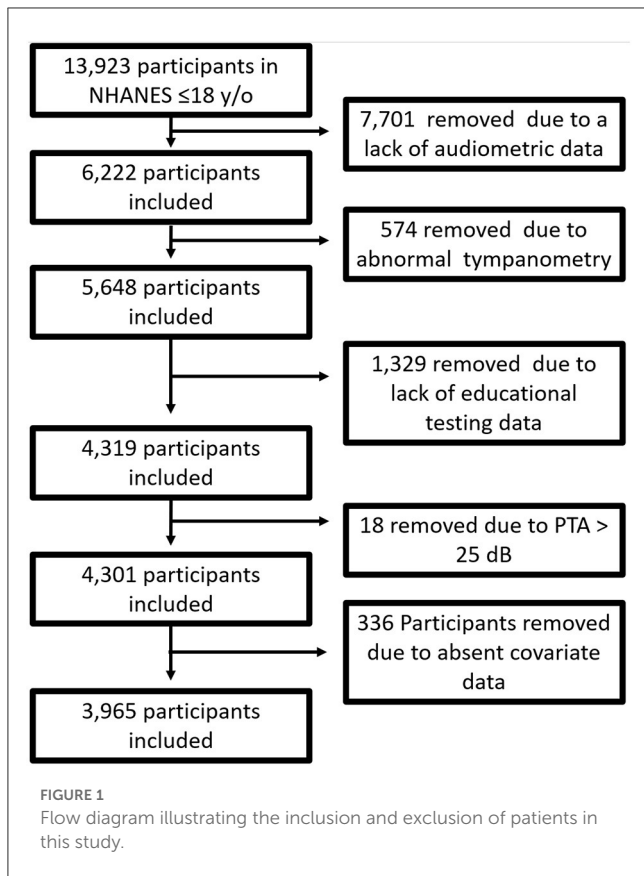 13,923 participants in
NHANES ≤18 y/o
7,701 removed due to a
lack of audiometric data
6,222 participants
included
574 removed due to
abnormal tympanometry
5,648 participants
included
1,329 removed due to
lack of educational
testing data
4,319 participants
included
18 removed due to PTA >
25 dB
4,301 participants
included
336 Participants removed
due to absent covariate
data
3,965 participants
included
FIGURE 1
Flow diagram illustrating the inclusion and exclusion of patients in
this study.